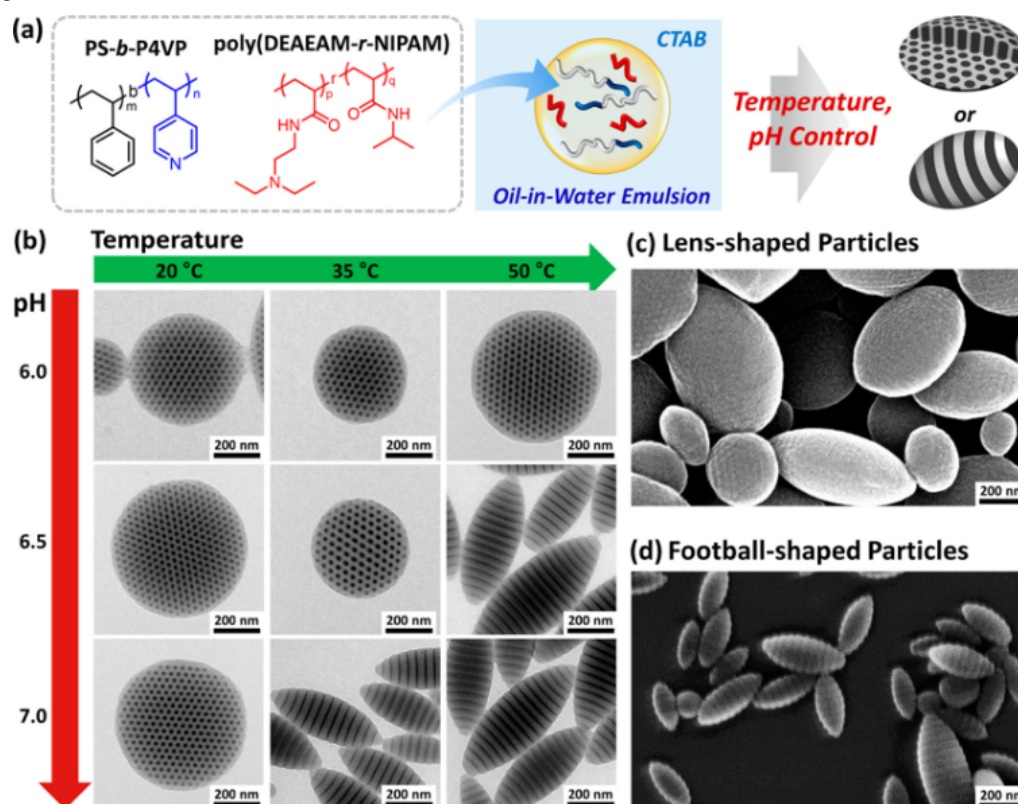 (a)
PS-b-P4VP
poly(DEAEAM-r-NIPAM)
b
m
n
r
p
q
N
HN
O
O
HN
N
CTAB
Oil-in-Water Emulsion
Temperature,
pH Control
or
(b)
Temperature
20 °C
35 °C
50 °C
pH
6.0
200 nm
200 nm
200 nm
6.5
200 nm
200 nm
200 nm
7.0
200 nm
200 nm
200 nm
(c) Lens-shaped Particles
200 nm
(d) Football-shaped Particles
200 nm